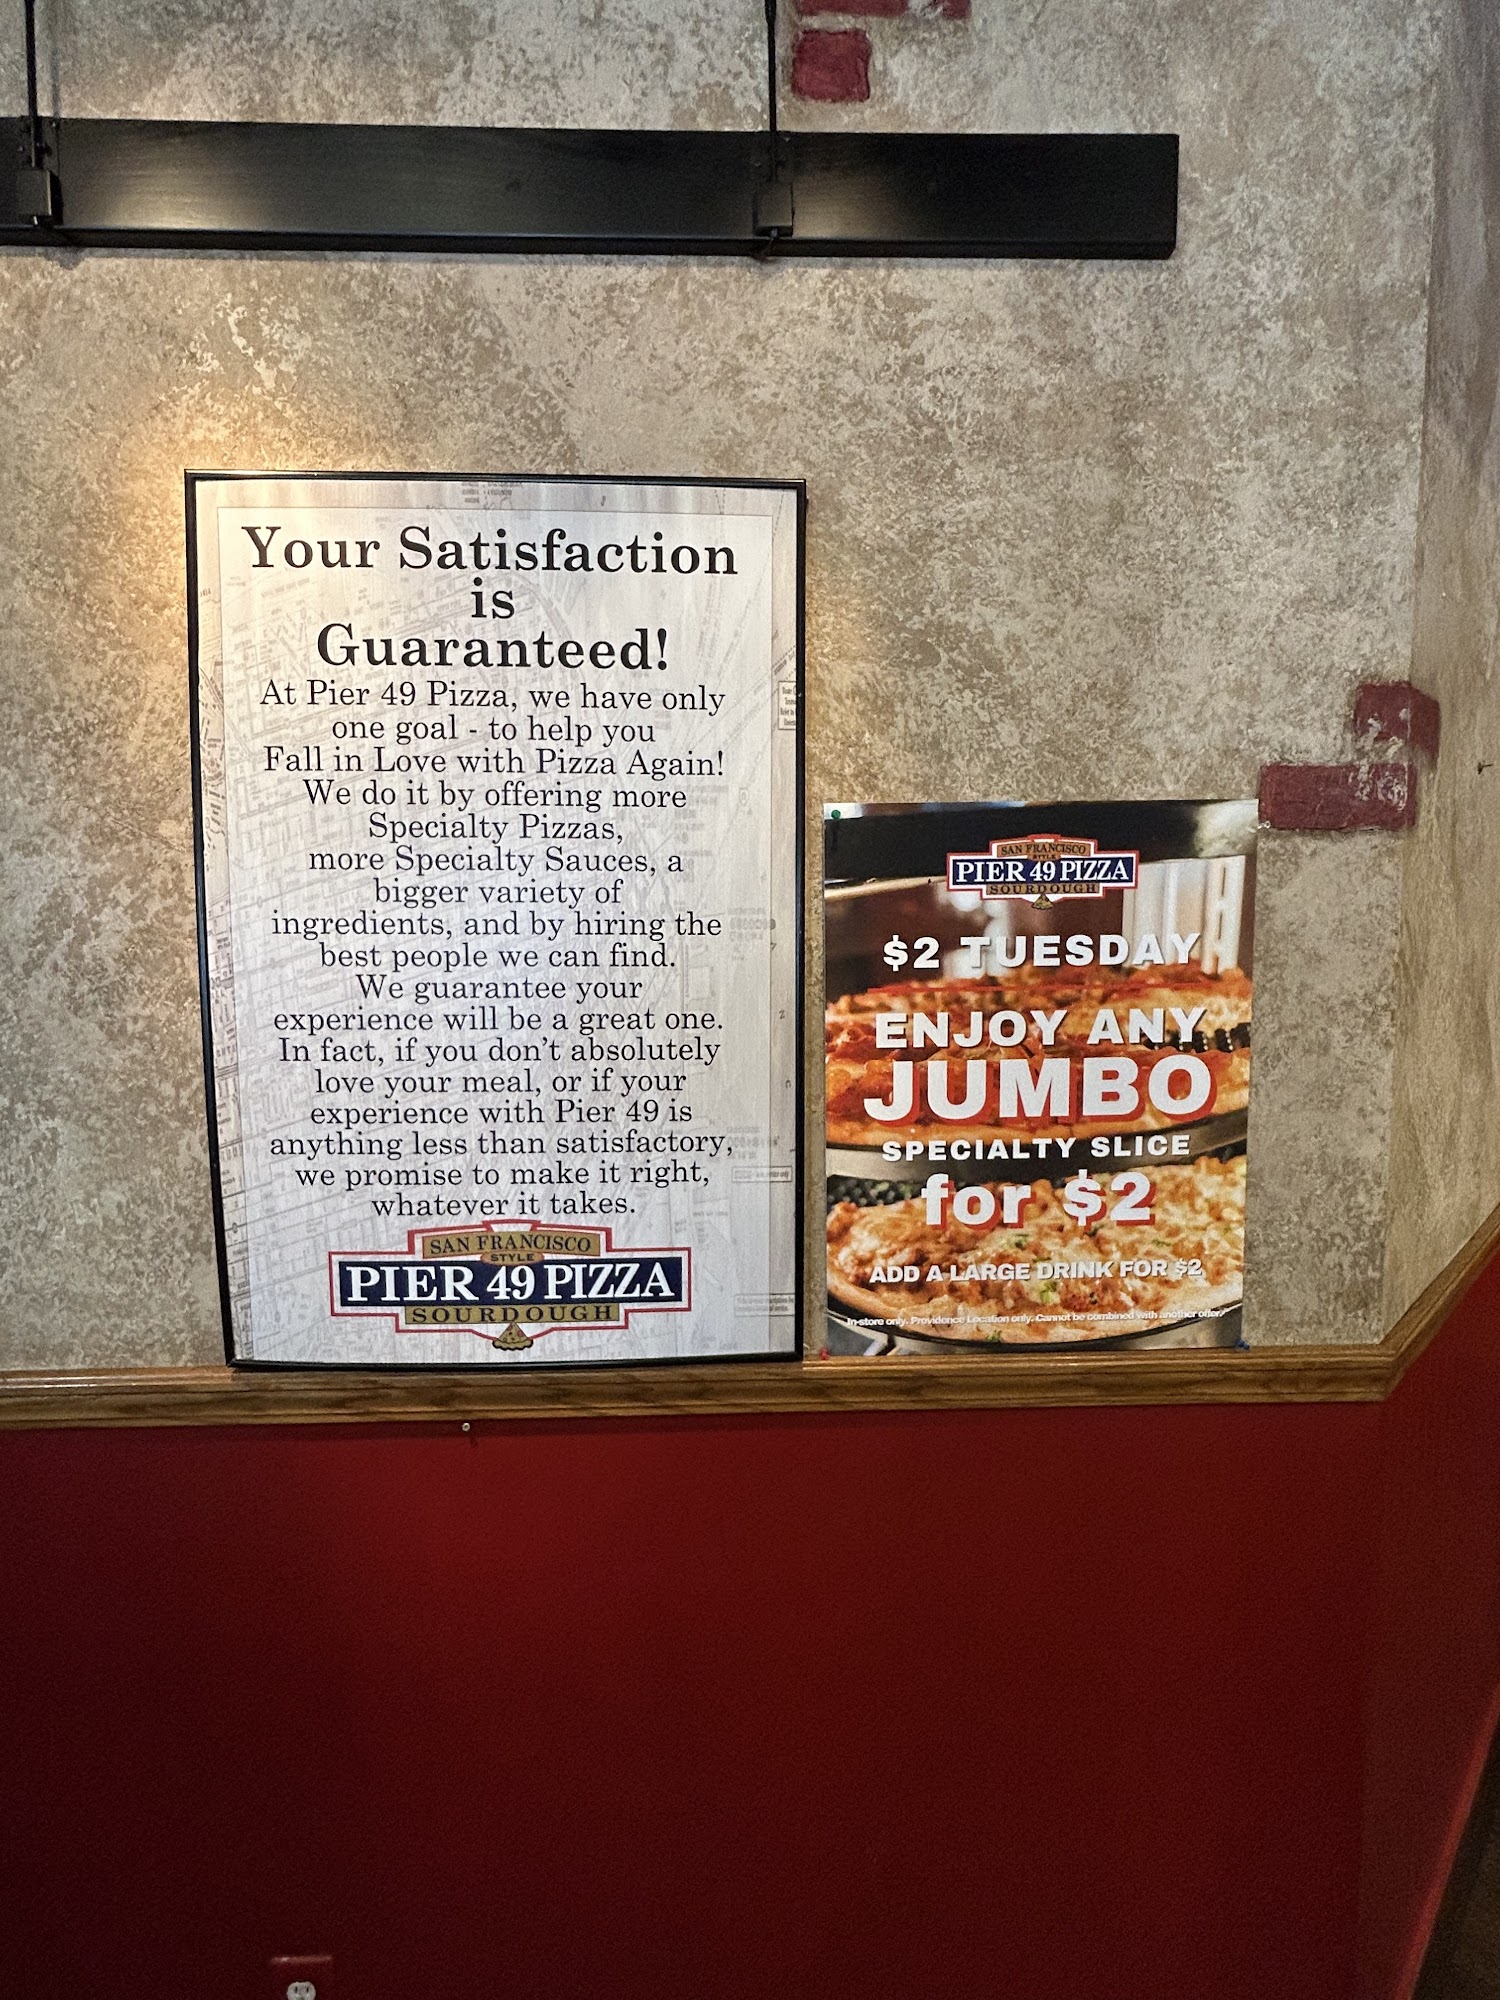 Your Satisfaction
is
Guaranteed!
At Pier 49 Pizza, we have only
one goal - to help you
Fall in Love with Pizza Again!
We do it by offering more
Specialty Pizzas,
more Specialty Sauces, a
bigger variety of
ingredients, and by hiring the
best people we can find.
We guarantee your
experience will be a great one.
In fact, if you don't absolutely
love your meal, or if your
experience with Pier 49 is
anything less than satisfactory,
we promise to make it right,
whatever it takes.
SAN FRANCISCO
STYLE
PIER 49 PIZZA
SOURDOUGH
SAN FRANCISCO
STYLE
PIER 49 PIZZA
SOURDOUGH
$2 TUESDAY
ENJOY ANY
JUMBO
SPECIALTY SLICE
for $2
ADD A LARGE DRINK FOR $2
In-store only. Providence Location only. Cannot be combined with another offer.